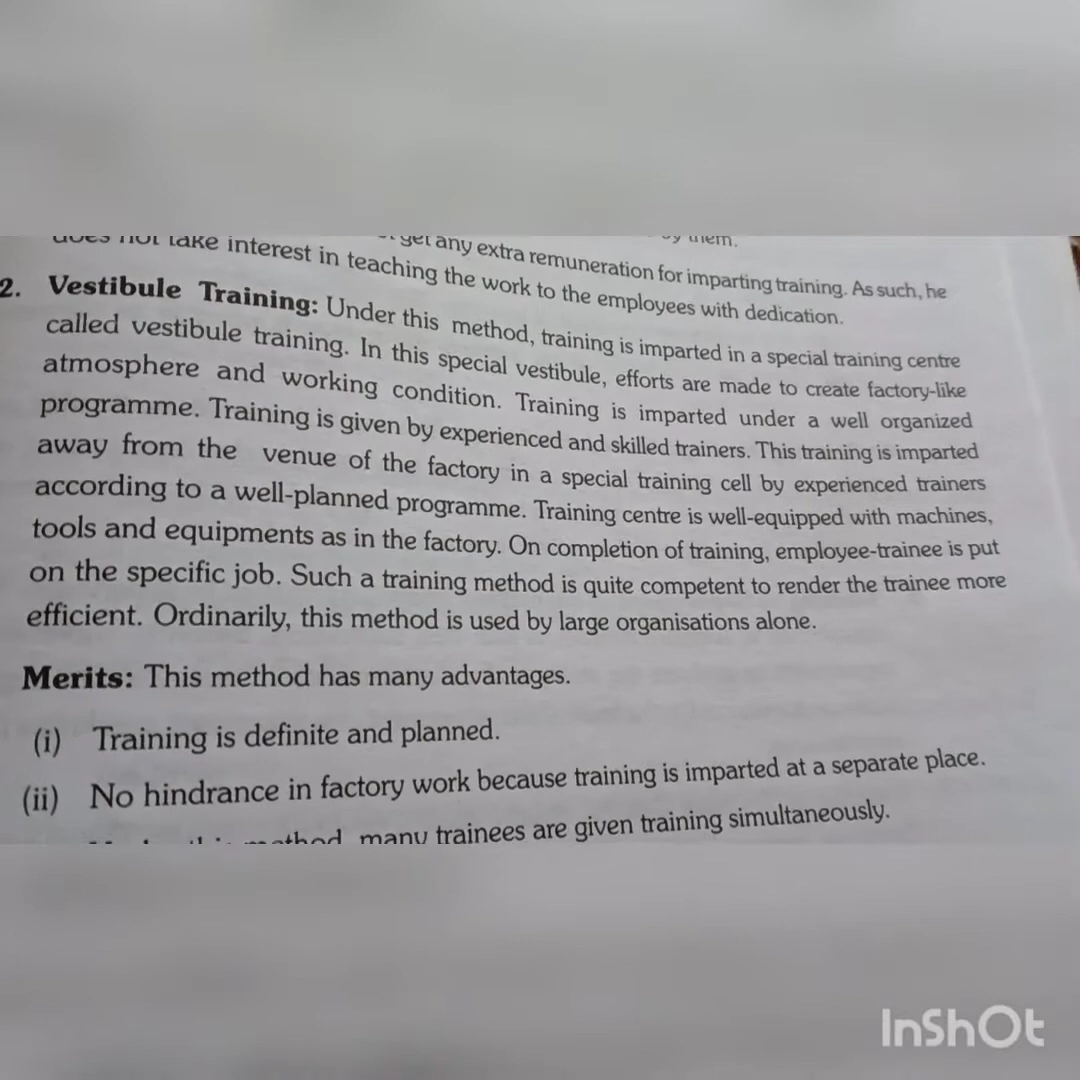 get any extra remuneration for imparting training. As such, he
does not take interest in teaching the work to the employees with dedication.
2. Vestibule Training: Under this method, training is imparted in a special training centre
called vestibule training. In this special vestibule, efforts are made to create factory-like
atmosphere and working condition. Training is imparted under a well organized
programme. Training is given by experienced and skilled trainers. This training is imparted
away from the venue of the factory in a special training cell by experienced trainers
according to a well-planned programme. Training centre is well-equipped with machines,
tools and equipments as in the factory. On completion of training, employee-trainee is put
on the specific job. Such a training method is quite competent to render the trainee more
efficient. Ordinarily, this method is used by large organisations alone.
Merits: This method has many advantages.
(i) Training is definite and planned.
(ii) No hindrance in factory work because training is imparted at a separate place.
method many trainees are given training simultaneously.
InShOt